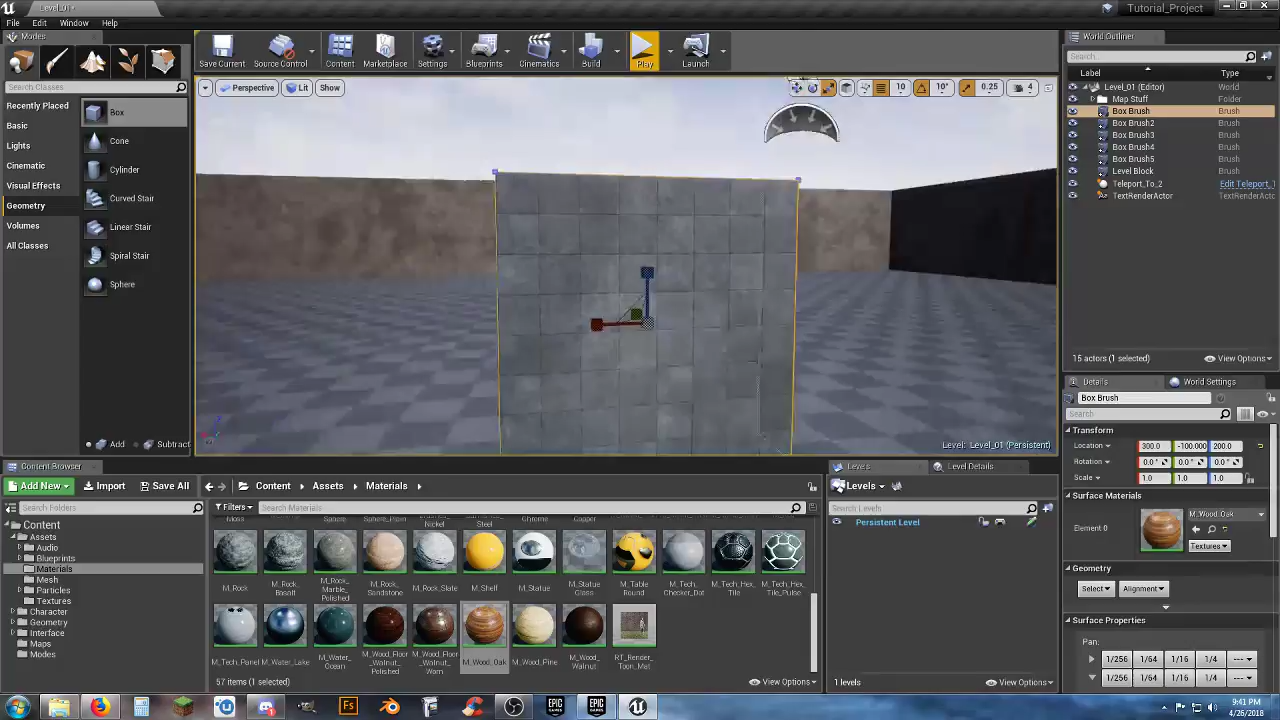 Level_01*
Tutorial_Project
File Edit Window Help
Modes
Search Classes
Recently Placed
Basic
Lights
Cinematic
Visual Effects
Geometry
Volumes
All Classes
Box
Cone
Cylinder
Curved Stair
Linear Stair
Spiral Stair
Sphere
Add Subtract
Save Current Source Control Content Marketplace Settings Blueprints Cinematics Build Play Launch
Perspective Lit Show
10 10° 0.25 4
Level: Level_01 (Persistent)
World Outliner
Search...
Label Type
Level_01 (Editor) World
Map Stuff Folder
Box Brush Brush
Box Brush2 Brush
Box Brush3 Brush
Box Brush4 Brush
Box Brush5 Brush
Level Block Brush
Teleport_To_2 Edit Teleport_
TextRenderActor TextRenderActo
15 actors (1 selected) View Options
Details World Settings
Box Brush
Search
Transform
Location 300.0 -100.000 200.0
Rotation 0.0° 0.0° 0.0°
Scale 1.0 1.0 1.0
Surface Materials
Element 0
M_Wood_Oak
Textures
Geometry
Select Alignment
Surface Properties
Pan:
1/256 1/64 1/16 1/4 ---
1/256 1/64 1/16 1/4 ---
Content Browser
Add New Import Save All Content Assets Materials
Search Folders
Filters Search Materials
Content
Assets
Audio
Blueprints
Materials
Mesh
Particles
Textures
Character
Geometry
Interface
Maps
Modes
M_Rock
M_Rock_Basalt
M_Rock_Marble_Polished
M_Rock_Sandstone
M_Rock_Slate
M_Shelf
M_Statue
M_Statue_Glass
M_Table_Round
M_Tech_Checker_Dot
M_Tech_Hex_Tile
M_Tech_Hex_Tile_Pulse
M_Tech_Panel
M_Water_Lake
M_Water_Ocean
M_Wood_Floor_Walnut_Polished
M_Wood_Floor_Walnut_Worn
M_Wood_Oak
M_Wood_Pine
M_Wood_Walnut
RT_Render_Toon_Mat
57 items (1 selected) View Options
Levels Level Details
Levels
Search Levels
Persistent Level
1 levels View Options
9:41 PM
4/26/2018